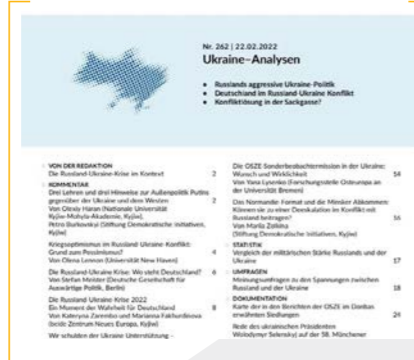 Nr. 262 | 22.02.2022
Ukraine-Analysen
• Russlands aggressive Ukraine-Politik
• Deutschland im Russland-Ukraine Konflikt
• Konfliktlösung in der Sackgasse?
VON DER REDAKTION
Die Russland-Ukraine-Krise im Kontext 2
KOMMENTAR
Drei Lehren und drei Hinweise zur Außenpolitik Putins
gegenüber der Ukraine und dem Westen 2
Von Olexiy Haran (Nationale Universität
Kyjiw-Mohyla-Akademie, Kyjiw),
Petro Burkovskyi (Stiftung Demokratische Initiativen,
Kyjiw)
Kriegsoptimismus im Russland-Ukraine-Konflikt:
Grund zum Pessimismus? 4
Von Olena Lennon (Universität New Haven)
Die Russland-Ukraine-Krise: Wo steht Deutschland? 6
Von Stefan Meister (Deutsche Gesellschaft für
Auswärtige Politik, Berlin)
Die Russland-Ukraine Krise 2022
Ein Moment der Wahrheit für Deutschland 8
Von Kateryna Zarembo und Marianna Fakhurdinova
(beide Zentrum Neues Europa, Kyjiw)
Wir schulden der Ukraine Unterstützung –
Die OSZE Sonderbeobachtermission in der Ukraine:
Wunsch und Wirklichkeit 14
Von Yana Lysenko (Forschungsstelle Osteuropa an
der Universität Bremen)
Das Normandie-Format und die Minsker Abkommen:
Können sie zu einer Deeskalation im Konflikt mit
Russland beitragen? 16
Von Mariia Zolkina
(Stiftung Demokratische Initiativen, Kyjiw)
STATISTIK
Vergleich der militärischen Stärke Russlands und der
Ukraine 17
UMFRAGEN
Meinungsumfragen zu den Spannungen zwischen
Russland und der Ukraine 18
DOKUMENTATION
Karte der in den Berichten der OSZE im Donbas
erwähnten Siedlungen 24
Rede des ukrainischen Präsidenten
Wolodymyr Selenskyj auf der 58. Münchener